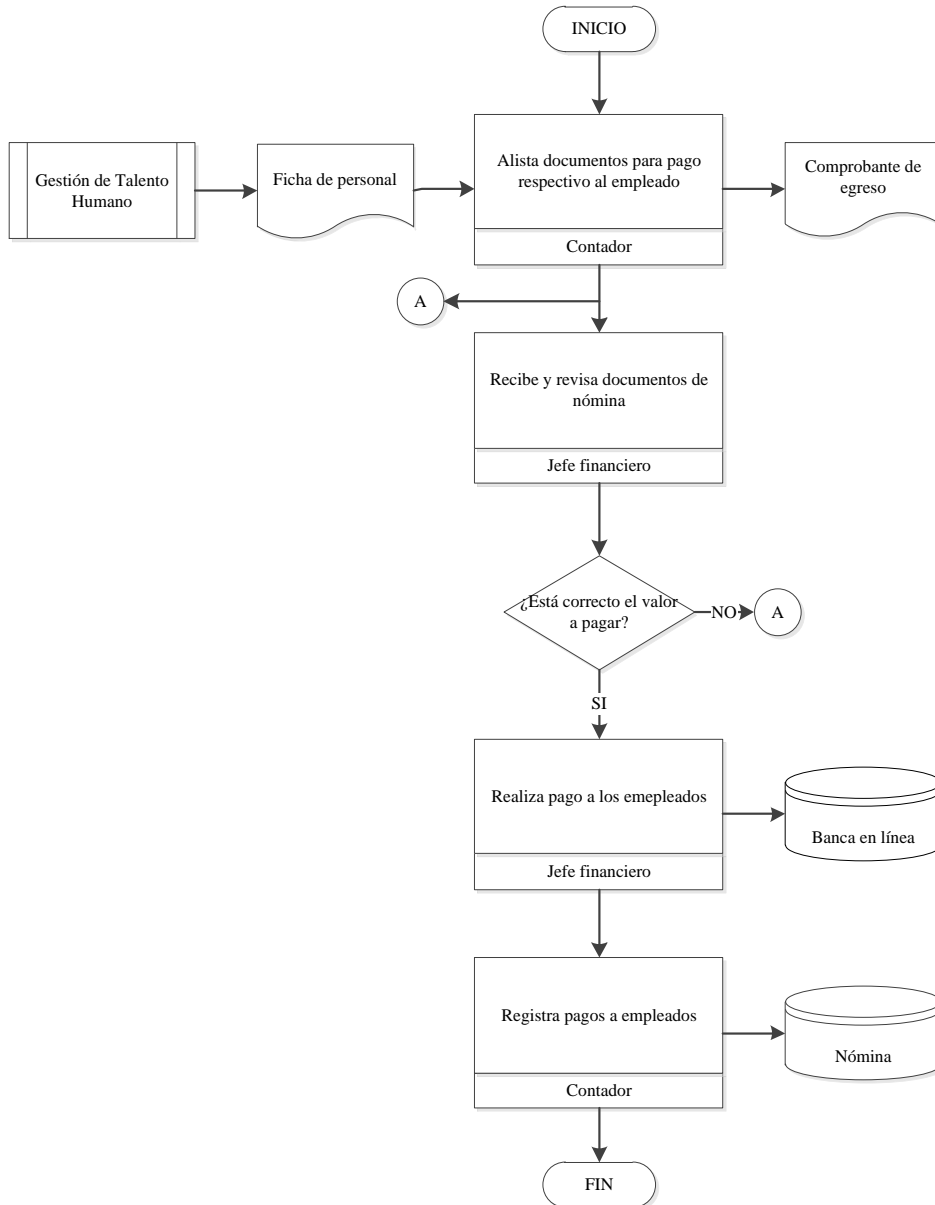 INICIO
Gestión de Talento
Humano
Ficha de personal
Alista documentos para pago
respectivo al empleado
Contador
Comprobante de
egreso
A
Recibe y revisa documentos de
nómina
Jefe financiero
¿Está correcto el valor
a pagar?
NO
A
SI
Realiza pago a los emepleados
Jefe financiero
Banca en línea
Registra pagos a empleados
Contador
Nómina
FIN